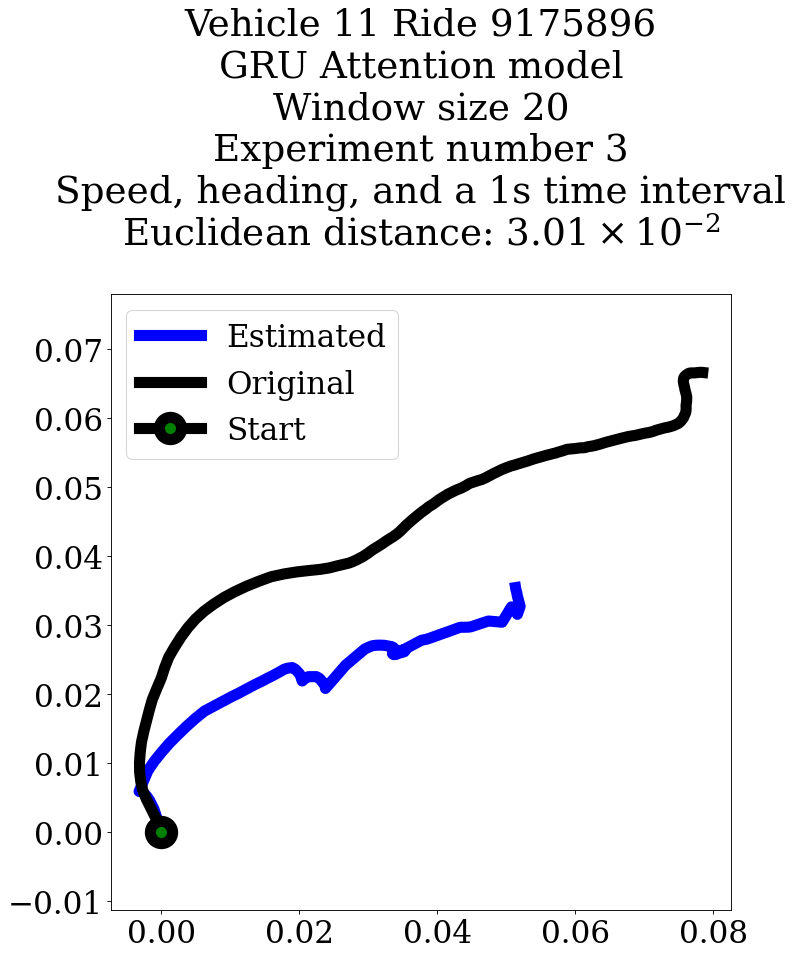 Vehicle 11 Ride 9175896
GRU Attention model
Window size 20
Experiment number 3
Speed, heading, and a 1s time interval
Euclidean distance: 3.01 × 10⁻²
Estimated
Original
Start
0.07
0.06
0.05
0.04
0.03
0.02
0.01
0.00
−0.01
0.00 0.02 0.04 0.06 0.08